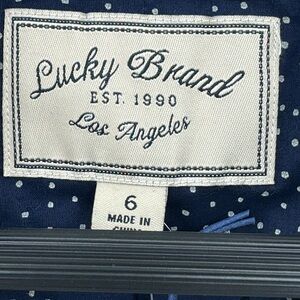 Lucky Brand
EST. 1990
Los Angeles
6
MADE IN